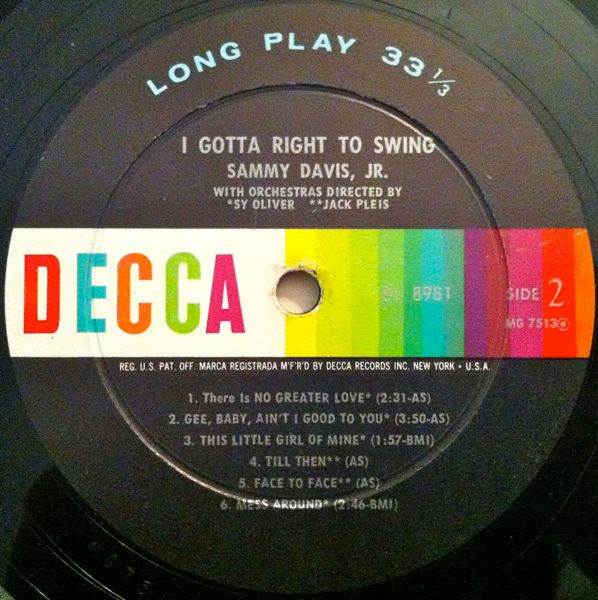 LONG PLAY 33 1/3
I GOTTA RIGHT TO SWING
SAMMY DAVIS, JR.
WITH ORCHESTRAS DIRECTED BY
*SY OLIVER **JACK PLEIS
DECCA
DL 8981
SIDE 2
MG 7513
REG. U.S. PAT. OFF. MARCA REGISTRADA M'F'R'D BY DECCA RECORDS INC. NEW YORK • U.S.A.
1. There Is NO GREATER LOVE* (2:31-AS)
2. GEE, BABY, AIN'T I GOOD TO YOU* (3:50-AS)
3. THIS LITTLE GIRL OF MINE* (1:57-BMI)
4. TILL THEN** (AS)
5. FACE TO FACE** (AS)
6. MESS AROUND* (2:46-BMI)